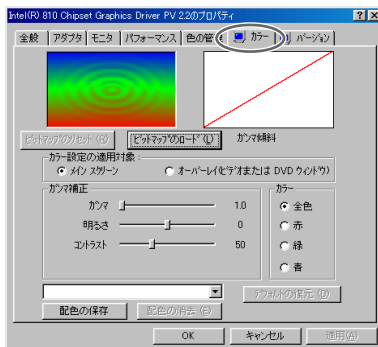 Intel(R) 810 Chipset Graphics Driver PV 2.2のプロパティ
全般 アダプタ モニタ パフォーマンス 色の管理 カラー バージョン
ビットマップのリセット(R) ビットマップのロード(L) ガンマ傾斜
カラー設定の適用対象:
メイン スクリーン オーバーレイ(ビデオまたは DVD ウィンドウ)
ガンマ補正 カラー
ガンマ 1.0 全色
明るさ 0 赤
コントラスト 50 緑
青
デフォルトの復元(D)
配色の保存 配色の消去(E)
OK キャンセル 適用(A)